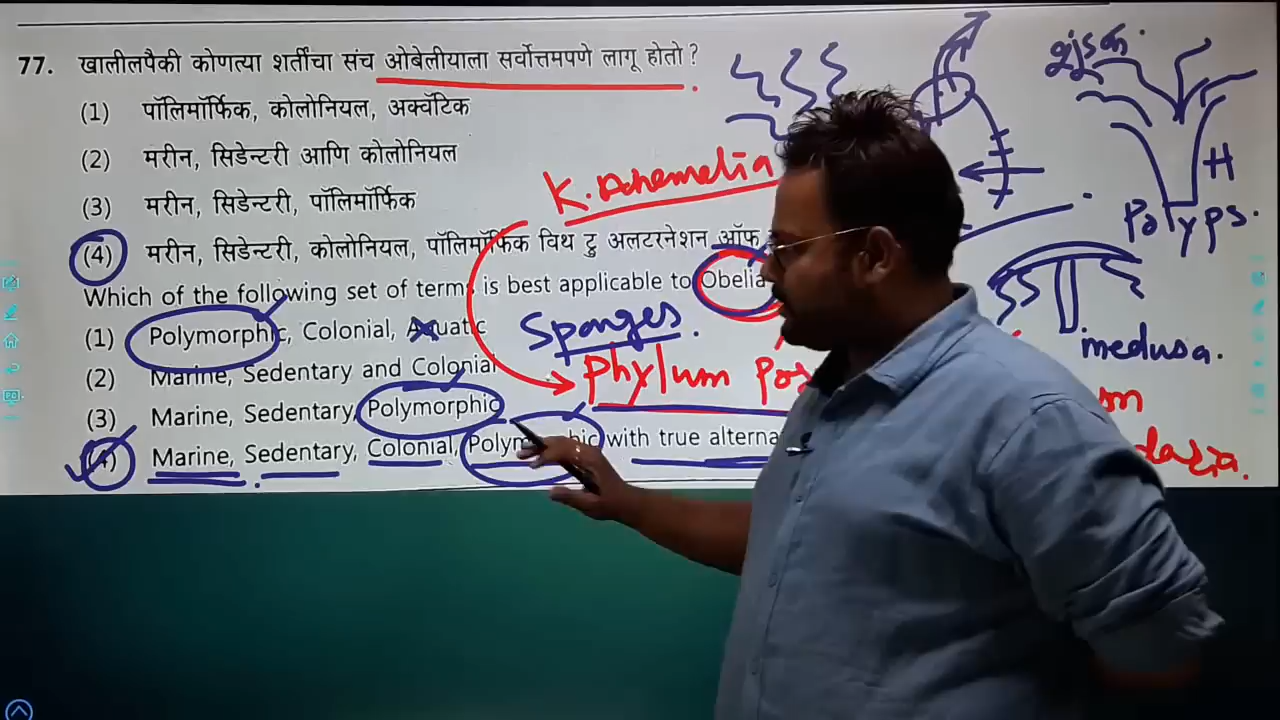 77. खालीलपैकी कोणत्या शर्तींचा संच ओबेलीयाला सर्वोत्तमपणे लागू होतो ?
(1) पॉलिमॉर्फिक, कोलोनियल, अक्वॅटिक
(2) मरीन, सिडेन्टरी आणि कोलोनियल
(3) मरीन, सिडेन्टरी, पॉलिमॉर्फिक
(4) मरीन, सिडेन्टरी, कोलोनियल, पॉलिमॉर्फिक विथ ट्रु अलटरनेशन ऑफ
Which of the following set of terms is best applicable to Obelia
(1) Polymorphic, Colonial, Aquatic
(2) Marine, Sedentary and Colonial
(3) Marine, Sedentary, Polymorphic
(4) Marine, Sedentary, Colonial, Polymorphic with true alterna
Sponges.
Phylum
H
Polyps.
medusa.